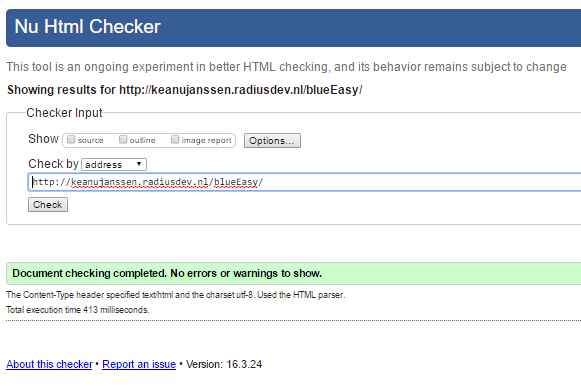 Nu Html Checker
This tool is an ongoing experiment in better HTML checking, and its behavior remains subject to change
Showing results for http://keanujanssen.radiusdev.nl/blueEasy/
Checker Input
Show source outline image report Options...
Check by address
http://keanujanssen.radiusdev.nl/blueEasy/
Check
Document checking completed. No errors or warnings to show.
The Content-Type header specified text/html and the charset utf-8. Used the HTML parser.
Total execution time 413 milliseconds.
About this checker • Report an issue • Version: 16.3.24